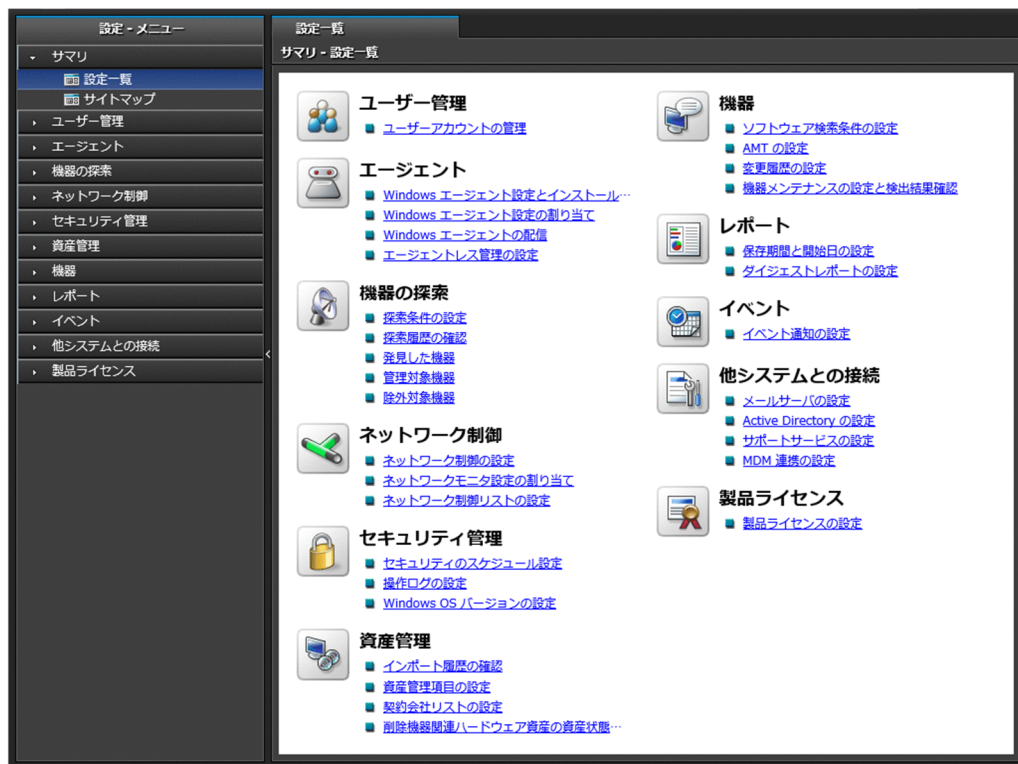 設定 - メニュー
サマリ
設定一覧
サイトマップ
ユーザー管理
エージェント
機器の探索
ネットワーク制御
セキュリティ管理
資産管理
機器
レポート
イベント
他システムとの接続
製品ライセンス
設定一覧
サマリ - 設定一覧
ユーザー管理
ユーザーアカウントの管理
エージェント
Windows エージェント設定とインストール…
Windows エージェント設定の割り当て
Windows エージェントの配信
エージェントレス管理の設定
機器の探索
探索条件の設定
探索履歴の確認
発見した機器
管理対象機器
除外対象機器
ネットワーク制御
ネットワーク制御の設定
ネットワークモニタ設定の割り当て
ネットワーク制御リストの設定
セキュリティ管理
セキュリティのスケジュール設定
操作ログの設定
Windows OS バージョンの設定
資産管理
インポート履歴の確認
資産管理項目の設定
契約会社リストの設定
削除機器関連ハードウェア資産の資産状態…
機器
ソフトウェア検索条件の設定
AMT の設定
変更履歴の設定
機器メンテナンスの設定と検出結果確認
レポート
保存期間と開始日の設定
ダイジェストレポートの設定
イベント
イベント通知の設定
他システムとの接続
メールサーバの設定
Active Directory の設定
サポートサービスの設定
MDM 連携の設定
製品ライセンス
製品ライセンスの設定